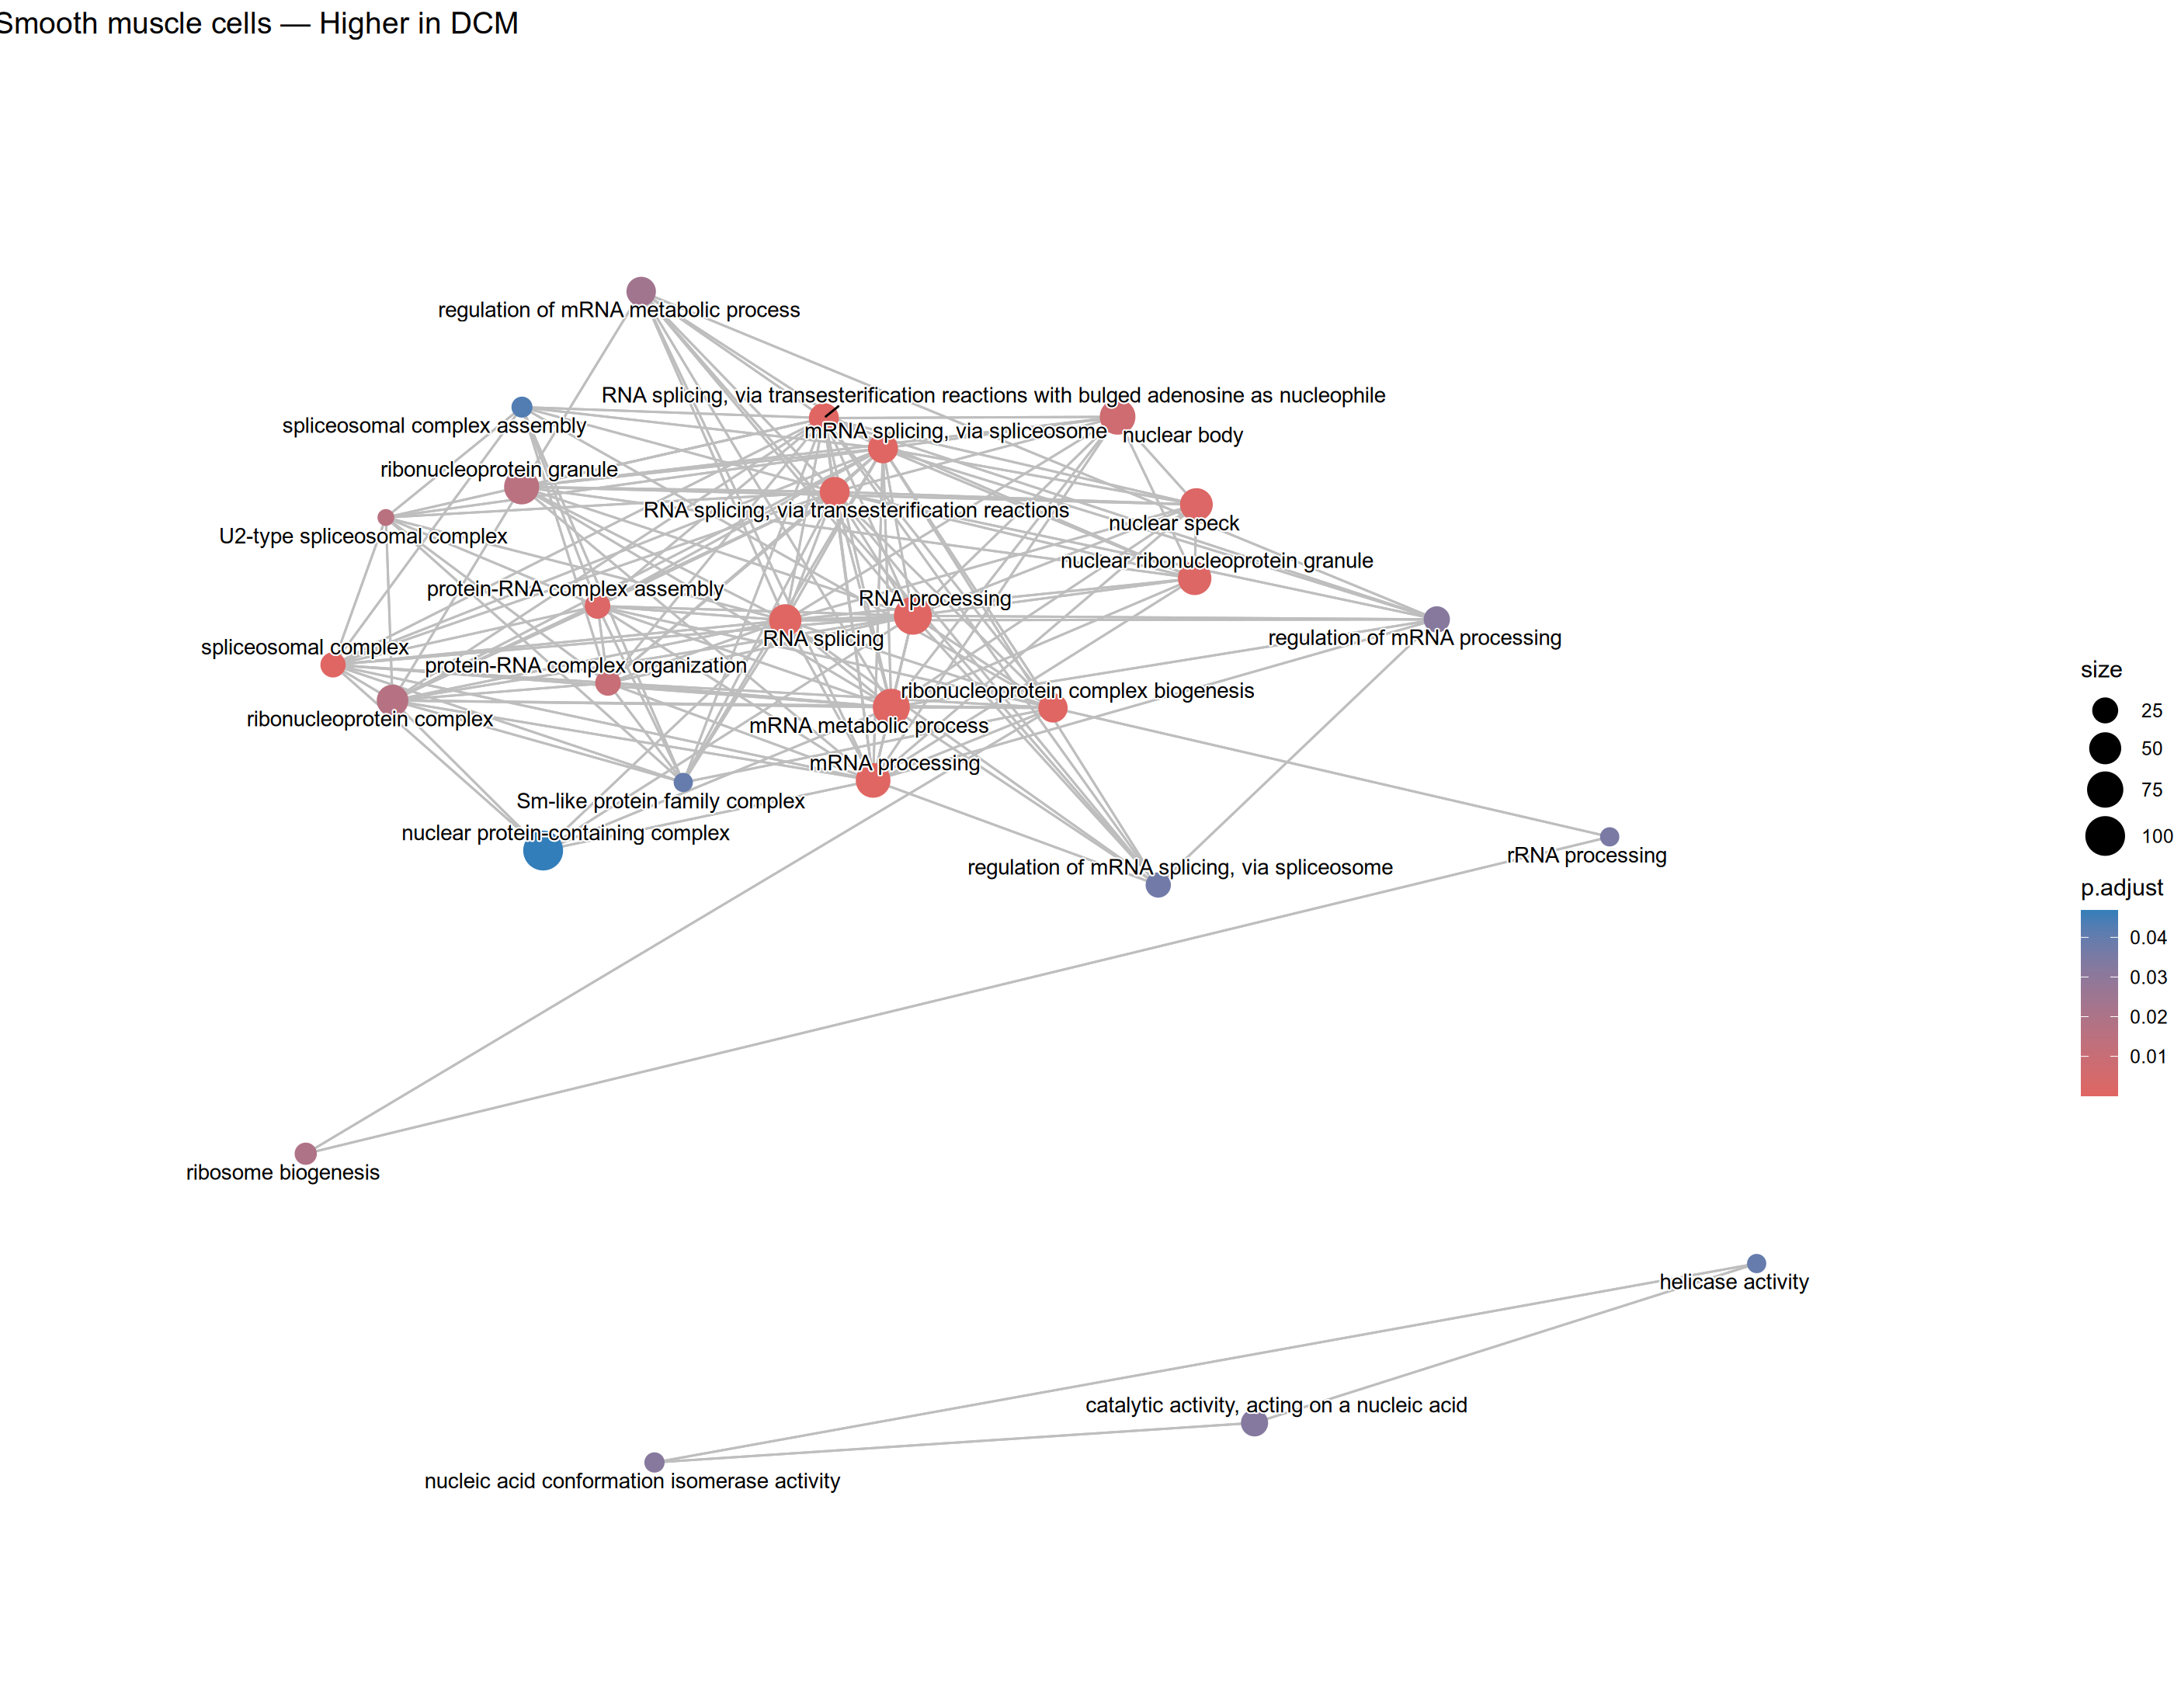 Smooth muscle cells — Higher in DCM
regulation of mRNA metabolic process
RNA splicing, via transesterification reactions with bulged adenosine as nucleophile
spliceosomal complex assembly
mRNA splicing, via spliceosome
nuclear body
ribonucleoprotein granule
RNA splicing, via transesterification reactions
nuclear speck
U2-type spliceosomal complex
nuclear ribonucleoprotein granule
protein-RNA complex assembly
RNA processing
RNA splicing
regulation of mRNA processing
spliceosomal complex
protein-RNA complex organization
ribonucleoprotein complex biogenesis
ribonucleoprotein complex
mRNA metabolic process
mRNA processing
Sm-like protein family complex
nuclear protein-containing complex
regulation of mRNA splicing, via spliceosome
rRNA processing
ribosome biogenesis
helicase activity
catalytic activity, acting on a nucleic acid
nucleic acid conformation isomerase activity
size
25
50
75
100
p.adjust
0.04
0.03
0.02
0.01